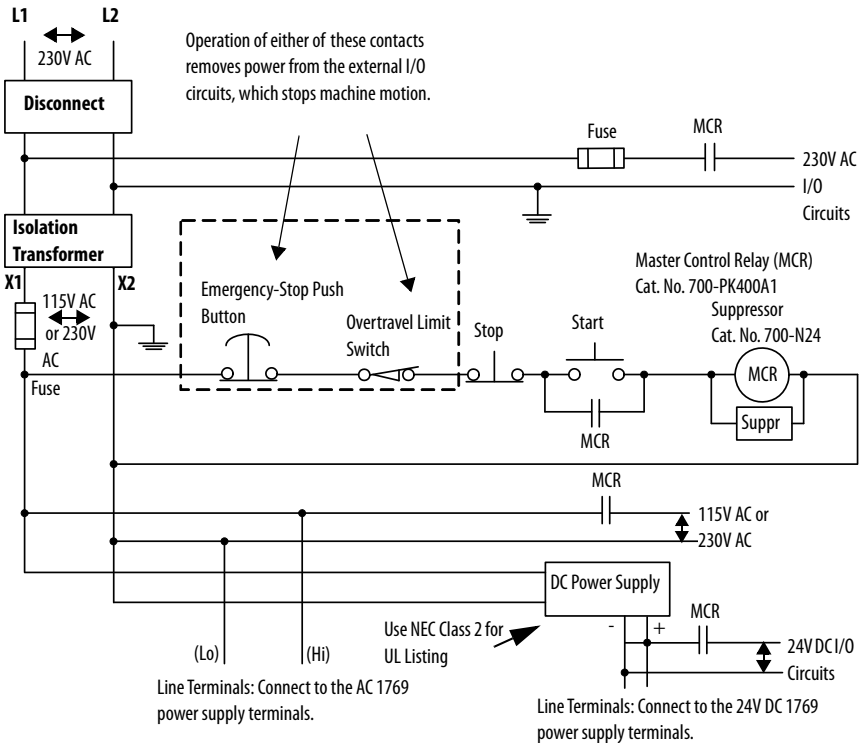 L1
L2
230V AC
Disconnect
Operation of either of these contacts
removes power from the external I/O
circuits, which stops machine motion.
Fuse
MCR
230V AC
I/O
Circuits
Isolation
Transformer
X1
X2
115V AC
or 230V
AC
Fuse
Emergency-Stop Push
Button
Overtravel Limit
Switch
Stop
Start
MCR
Master Control Relay (MCR)
Cat. No. 700-PK400A1
Suppressor
Cat. No. 700-N24
MCR
Suppr
MCR
115V AC or
230V AC
DC Power Supply
-
+
MCR
24V DC I/O
Circuits
Use NEC Class 2 for
UL Listing
(Lo)
(Hi)
Line Terminals: Connect to the AC 1769
power supply terminals.
Line Terminals: Connect to the 24V DC 1769
power supply terminals.